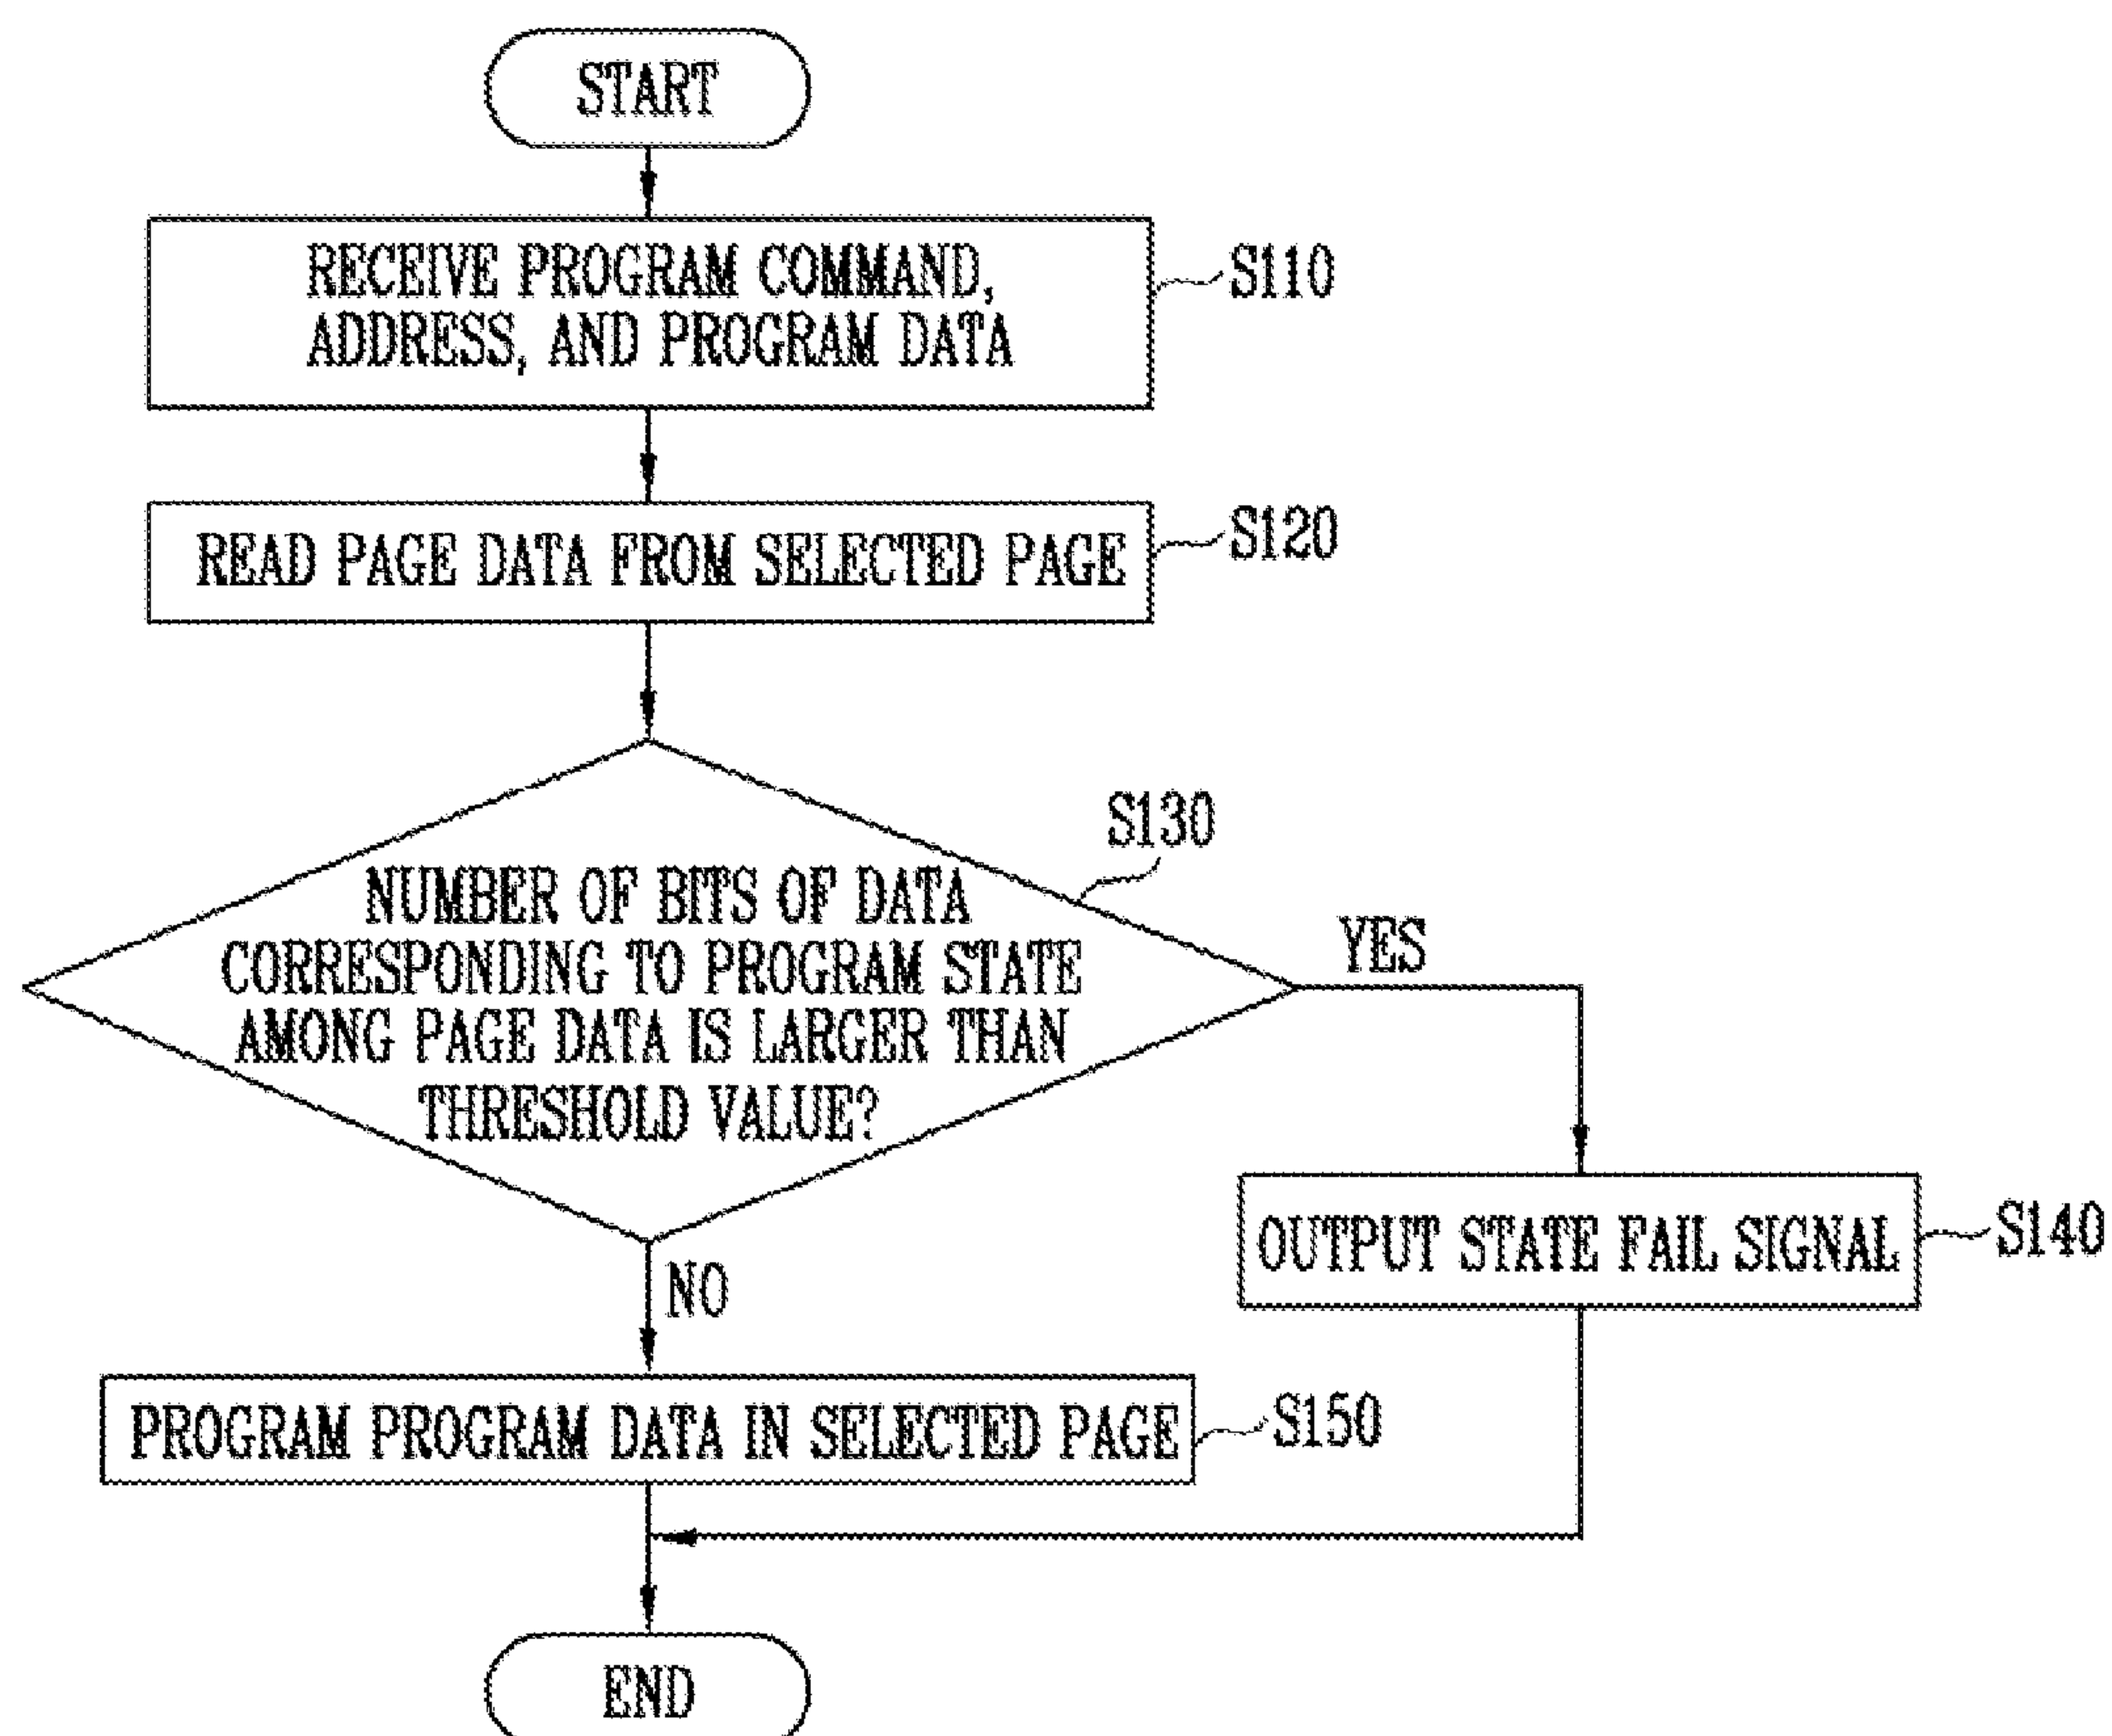 START
RECEIVE PROGRAM COMMAND,
ADDRESS, AND PROGRAM DATA
S110
READ PAGE DATA FROM SELECTED PAGE
S120
S130
NUMBER OF BITS OF DATA
CORRESPONDING TO PROGRAM STATE
AMONG PAGE DATA IS LARGER THAN
THRESHOLD VALUE?
YES
OUTPUT STATE FAIL SIGNAL
S140
NO
PROGRAM PROGRAM DATA IN SELECTED PAGE
S150
END